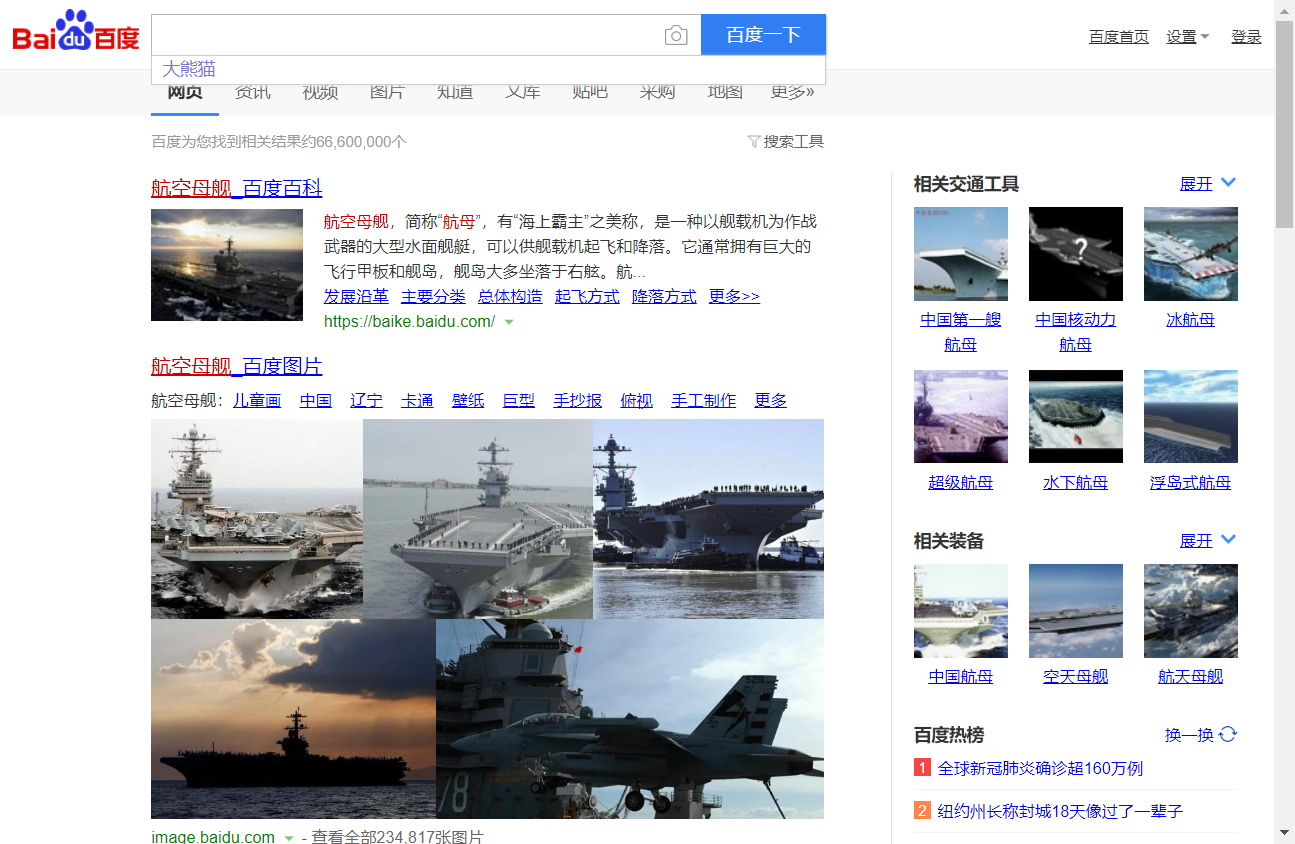 Bai du 百度
百度一下
百度首页 设置 登录
大熊猫
网页 资讯 视频 图片 知道 文库 贴吧 采购 地图 更多»
百度为您找到相关结果约66,600,000个
搜索工具
航空母舰_百度百科
航空母舰，简称“航母”，有“海上霸主”之美称，是一种以舰载机为作战
武器的大型水面舰艇，可以供舰载机起飞和降落。它通常拥有巨大的
飞行甲板和舰岛，舰岛大多坐落于右舷。航...
发展沿革 主要分类 总体构造 起飞方式 降落方式 更多>>
https://baike.baidu.com/
航空母舰_百度图片
航空母舰： 儿童画 中国 辽宁 卡通 壁纸 巨型 手抄报 俯视 手工制作 更多
image.baidu.com - 查看全部234,817张图片
相关交通工具 展开
?
中国第一艘 中国核动力 冰航母
航母 航母
超级航母 水下航母 浮岛式航母
相关装备 展开
中国航母 空天母舰 航天母舰
百度热榜 换一换
1 全球新冠肺炎确诊超160万例
2 纽约州长称封城18天像过了一辈子